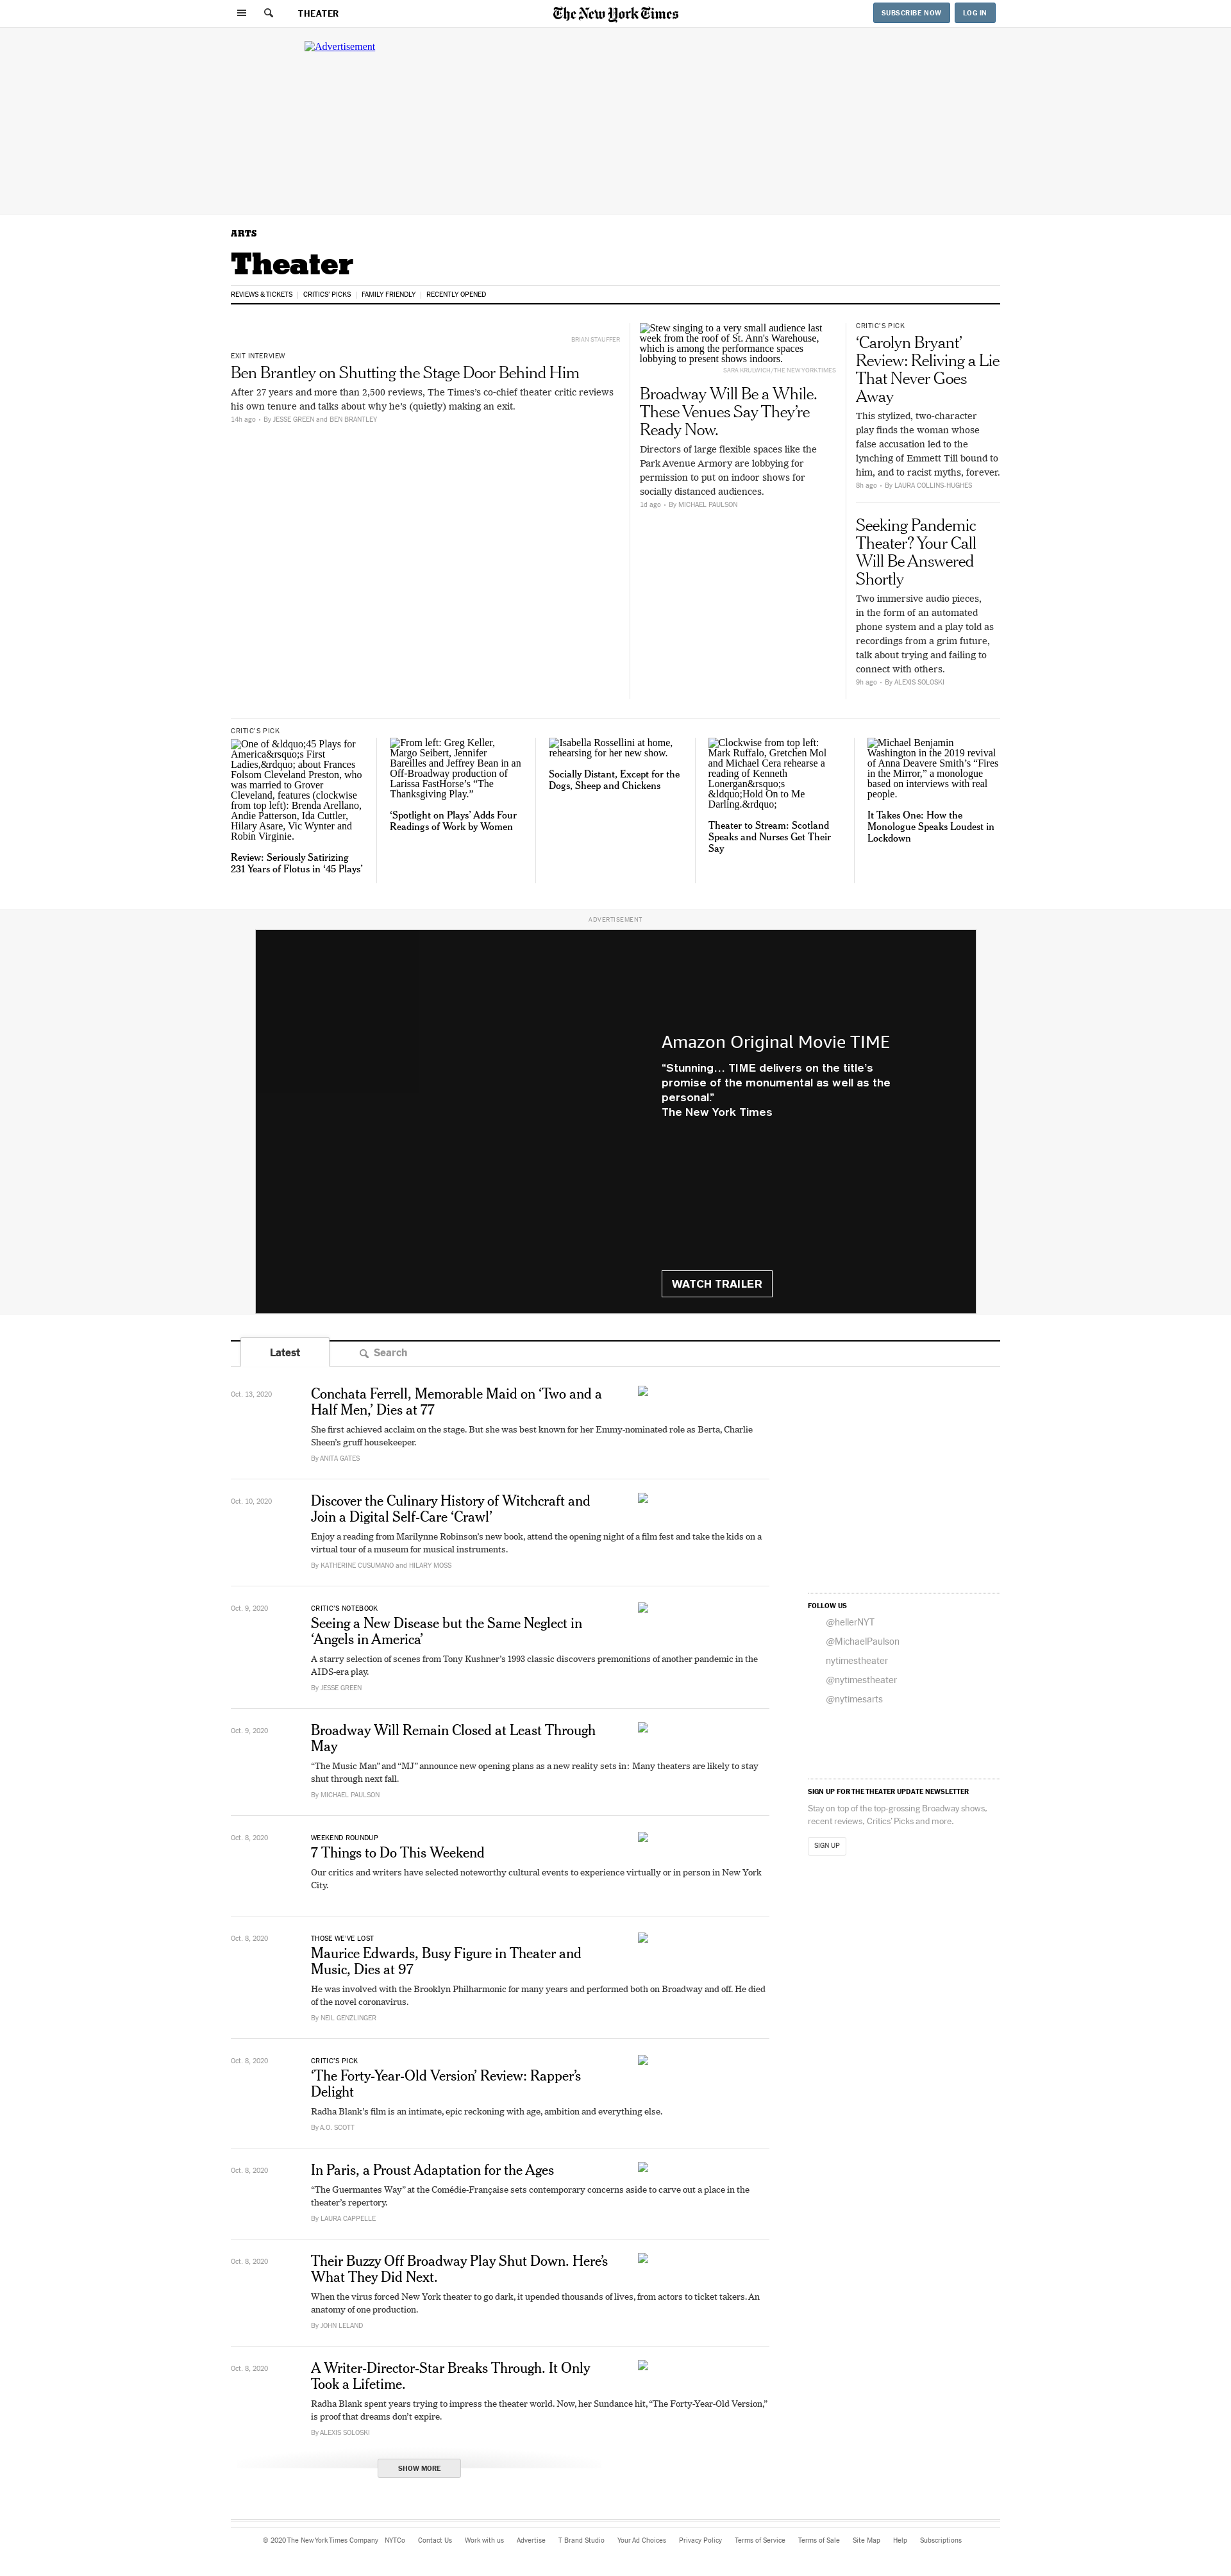 THEATER
The New York Times
SUBSCRIBE NOW
LOG IN
Advertisement
ARTS
Theater
REVIEWS & TICKETS | CRITICS' PICKS | FAMILY FRIENDLY | RECENTLY OPENED
BRIAN STAUFFER
EXIT INTERVIEW
Ben Brantley on Shutting the Stage Door Behind Him
After 27 years and more than 2,500 reviews, The Times's co-chief theater critic reviews
his own tenure and talks about why he's (quietly) making an exit.
14h ago • By JESSE GREEN and BEN BRANTLEY
Stew singing to a very small audience last
week from the roof of St. Ann's Warehouse,
which is among the performance spaces
lobbying to present shows indoors.
SARA KRULWICH/THE NEW YORK TIMES
Broadway Will Be a While.
These Venues Say They're
Ready Now.
Directors of large flexible spaces like the
Park Avenue Armory are lobbying for
permission to put on indoor shows for
socially distanced audiences.
1d ago • By MICHAEL PAULSON
CRITIC'S PICK
‘Carolyn Bryant’
Review: Reliving a Lie
That Never Goes
Away
This stylized, two-character
play finds the woman whose
false accusation led to the
lynching of Emmett Till bound to
him, and to racist myths, forever.
8h ago • By LAURA COLLINS-HUGHES
Seeking Pandemic
Theater? Your Call
Will Be Answered
Shortly
Two immersive audio pieces,
in the form of an automated
phone system and a play told as
recordings from a grim future,
talk about trying and failing to
connect with others.
9h ago • By ALEXIS SOLOSKI
CRITIC'S PICK
One of &ldquo;45 Plays for
America&rsquo;s First
Ladies,&rdquo; about Frances
Folsom Cleveland Preston, who
was married to Grover
Cleveland, features (clockwise
from top left): Brenda Arellano,
Andie Patterson, Ida Cuttler,
Hilary Asare, Vic Wynter and
Robin Virginie.
Review: Seriously Satirizing
231 Years of Flotus in ‘45 Plays’
From left: Greg Keller,
Margo Seibert, Jennifer
Bareilles and Jeffrey Bean in an
Off-Broadway production of
Larissa FastHorse’s “The
Thanksgiving Play.”
‘Spotlight on Plays’ Adds Four
Readings of Work by Women
Isabella Rossellini at home,
rehearsing for her new show.
Socially Distant, Except for the
Dogs, Sheep and Chickens
Clockwise from top left:
Mark Ruffalo, Gretchen Mol
and Michael Cera rehearse a
reading of Kenneth
Lonergan&rsquo;s
&ldquo;Hold On to Me
Darling.&rdquo;
Theater to Stream: Scotland
Speaks and Nurses Get Their
Say
Michael Benjamin
Washington in the 2019 revival
of Anna Deavere Smith’s “Fires
in the Mirror,” a monologue
based on interviews with real
people.
It Takes One: How the
Monologue Speaks Loudest in
Lockdown
ADVERTISEMENT
Amazon Original Movie TIME
“Stunning… TIME delivers on the title’s
promise of the monumental as well as the
personal.”
The New York Times
WATCH TRAILER
Latest
Search
Oct. 13, 2020
Conchata Ferrell, Memorable Maid on ‘Two and a
Half Men,’ Dies at 77
She first achieved acclaim on the stage. But she was best known for her Emmy-nominated role as Berta, Charlie
Sheen’s gruff housekeeper.
By ANITA GATES
Oct. 10, 2020
Discover the Culinary History of Witchcraft and
Join a Digital Self-Care ‘Crawl’
Enjoy a reading from Marilynne Robinson’s new book, attend the opening night of a film fest and take the kids on a
virtual tour of a museum for musical instruments.
By KATHERINE CUSUMANO and HILARY MOSS
Oct. 9, 2020
CRITIC'S NOTEBOOK
Seeing a New Disease but the Same Neglect in
‘Angels in America’
A starry selection of scenes from Tony Kushner’s 1993 classic discovers premonitions of another pandemic in the
AIDS-era play.
By JESSE GREEN
Oct. 9, 2020
Broadway Will Remain Closed at Least Through
May
“The Music Man” and “MJ” announce new opening plans as a new reality sets in: Many theaters are likely to stay
shut through next fall.
By MICHAEL PAULSON
Oct. 8, 2020
WEEKEND ROUNDUP
7 Things to Do This Weekend
Our critics and writers have selected noteworthy cultural events to experience virtually or in person in New York
City.
Oct. 8, 2020
THOSE WE'VE LOST
Maurice Edwards, Busy Figure in Theater and
Music, Dies at 97
He was involved with the Brooklyn Philharmonic for many years and performed both on Broadway and off. He died
of the novel coronavirus.
By NEIL GENZLINGER
Oct. 8, 2020
CRITIC'S PICK
‘The Forty-Year-Old Version’ Review: Rapper’s
Delight
Radha Blank’s film is an intimate, epic reckoning with age, ambition and everything else.
By A.O. SCOTT
Oct. 8, 2020
In Paris, a Proust Adaptation for the Ages
“The Guermantes Way” at the Comédie-Française sets contemporary concerns aside to carve out a place in the
theater’s repertory.
By LAURA CAPPELLE
Oct. 8, 2020
Their Buzzy Off Broadway Play Shut Down. Here’s
What They Did Next.
When the virus forced New York theater to go dark, it upended thousands of lives, from actors to ticket takers. An
anatomy of one production.
By JOHN LELAND
Oct. 8, 2020
A Writer-Director-Star Breaks Through. It Only
Took a Lifetime.
Radha Blank spent years trying to impress the theater world. Now, her Sundance hit, “The Forty-Year-Old Version,”
is proof that dreams don’t expire.
By ALEXIS SOLOSKI
SHOW MORE
FOLLOW US
@hellerNYT
@MichaelPaulson
nytimestheater
@nytimestheater
@nytimesarts
SIGN UP FOR THE THEATER UPDATE NEWSLETTER
Stay on top of the top-grossing Broadway shows,
recent reviews, Critics’ Picks and more.
SIGN UP
© 2020 The New York Times Company NYTCo Contact Us Work with us Advertise T Brand Studio Your Ad Choices Privacy Policy Terms of Service Terms of Sale Site Map Help Subscriptions